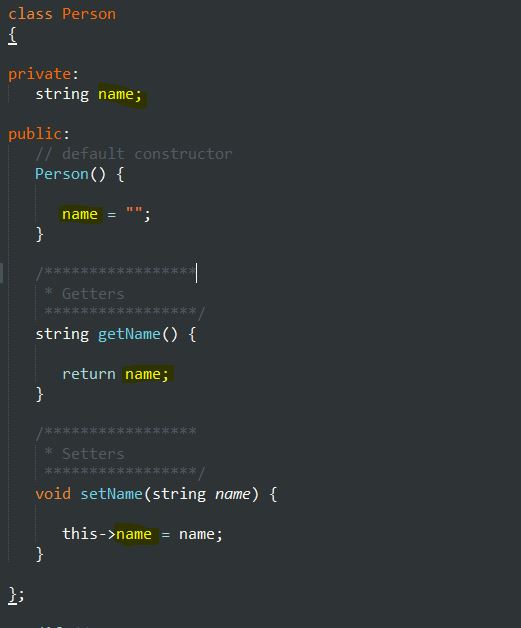 class Person
{
private:
string name;
public:
// default constructor
Person() {
name = "";
}
/*****************
* Getters
*****************/
string getName() {
return name;
}
/*****************
* Setters
*****************/
void setName(string name) {
this->name = name;
}
};